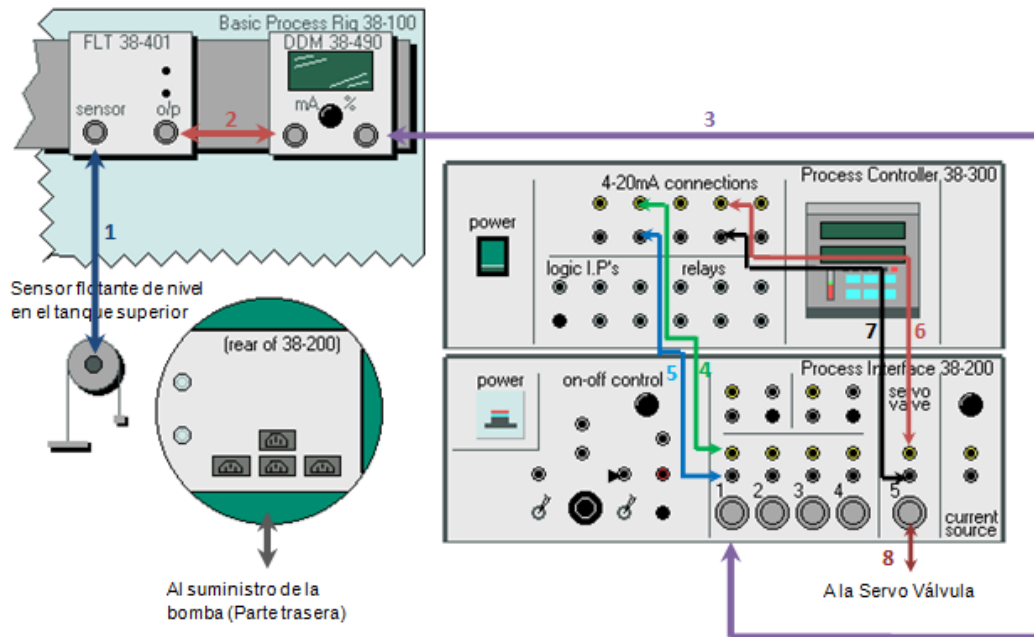 Basic Process Rig 38-100
FLT 38-401
DDM 38-490
sensor
o/p
mA
%
2
3
1
Sensor flotante de nivel
en el tanque superior
(rear of 38-200)
Al suministro de la
bomba (Parte trasera)
4-20mA connections
Process Controller 38-300
power
logic I.P's
relays
7
6
5
4
Process Interface 38-200
power
on-off control
servo
valve
1
2
3
4
5
current
source
8
A la Servo Válvula